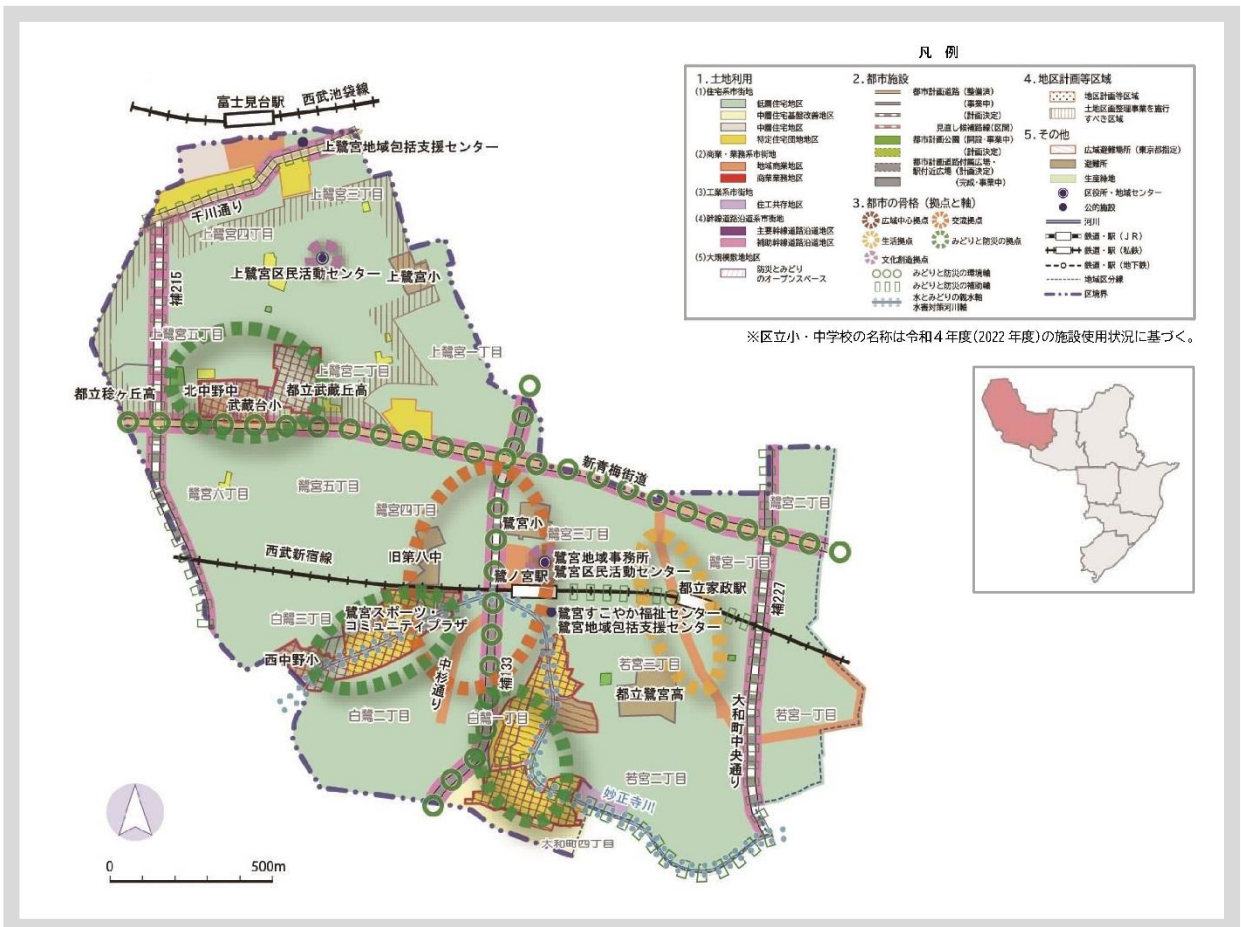 凡 例
1. 土地利用
(1)住宅系市街地
低層住宅地区
中層住宅基盤改善地区
中層住宅地区
特定住宅団地地区
(2)商業・業務系市街地
地域商業地区
商業業務地区
(3)工業系市街地
住工共存地区
(4)幹線道路沿道系市街地
主要幹線道路沿道地区
補助幹線道路沿道地区
(5)大規模敷地地区
防災とみどり
のオープンスペース
2. 都市施設
都市計画道路(整備済)
(事業中)
(計画決定)
見直し候補路線(区間)
都市計画公園(開設・事業中)
(計画決定)
都市計画道路付属広場・
駅付近広場(計画決定)
(完成・事業中)
3. 都市の骨格(拠点と軸)
広域中心拠点
交流拠点
生活拠点
みどりと防災の拠点
文化創造拠点
みどりと防災の環境軸
みどりと防災の補助軸
水とみどりの親水軸
水害対策河川軸
4. 地区計画等区域
地区計画等区域
土地区画整理事業を施行
すべき区域
5. その他
広域避難場所(東京都指定)
避難所
生産緑地
区役所・地域センター
公的施設
河川
鉄道・駅(JR)
鉄道・駅(私鉄)
鉄道・駅(地下鉄)
地域区分線
区境界
※区立小・中学校の名称は令和4年度(2022年度)の施設使用状況に基づく。
富士見台駅
西武池袋線
上鷺宮地域包括支援センター
上鷺宮三丁目
千川通り
上鷺宮四丁目
上鷺宮区民活動センター
上鷺宮小
補215
上鷺宮五丁目
上鷺宮一丁目
上鷺宮二丁目
都立稔ヶ丘高
北中野中
都立武蔵丘高
武蔵台小
新青梅街道
鷺宮六丁目
鷺宮五丁目
鷺宮四丁目
鷺宮小
鷺宮三丁目
鷺宮二丁目
鷺宮一丁目
西武新宿線
旧第八中
鷺宮地域事務所
鷺宮区民活動センター
鷺ノ宮駅
都立家政駅
補227
白鷺三丁目
鷺宮スポーツ・
コミュニティプラザ
鷺宮すこやか福祉センター
鷺宮地域包括支援センター
西中野小
中杉通り
補133
若宮三丁目
都立鷺宮高
白鷺二丁目
白鷺一丁目
大和町中央通り
若宮一丁目
若宮二丁目
妙正寺川
大和町四丁目
0
500m